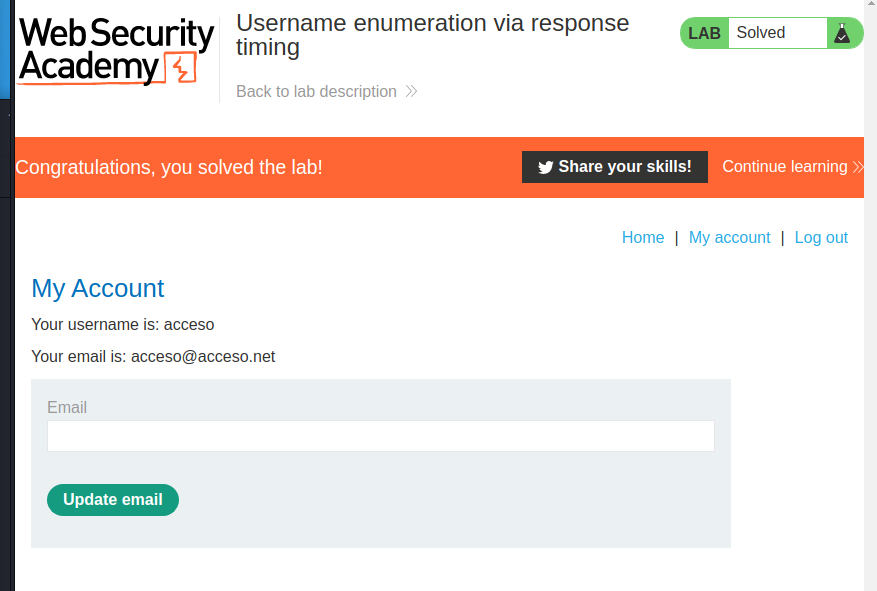 Web Security
Academy
Username enumeration via response
timing
Back to lab description
LAB Solved
Congratulations, you solved the lab!
Share your skills!
Continue learning
Home | My account | Log out
My Account
Your username is: acceso
Your email is: acceso@acceso.net
Email
Update email